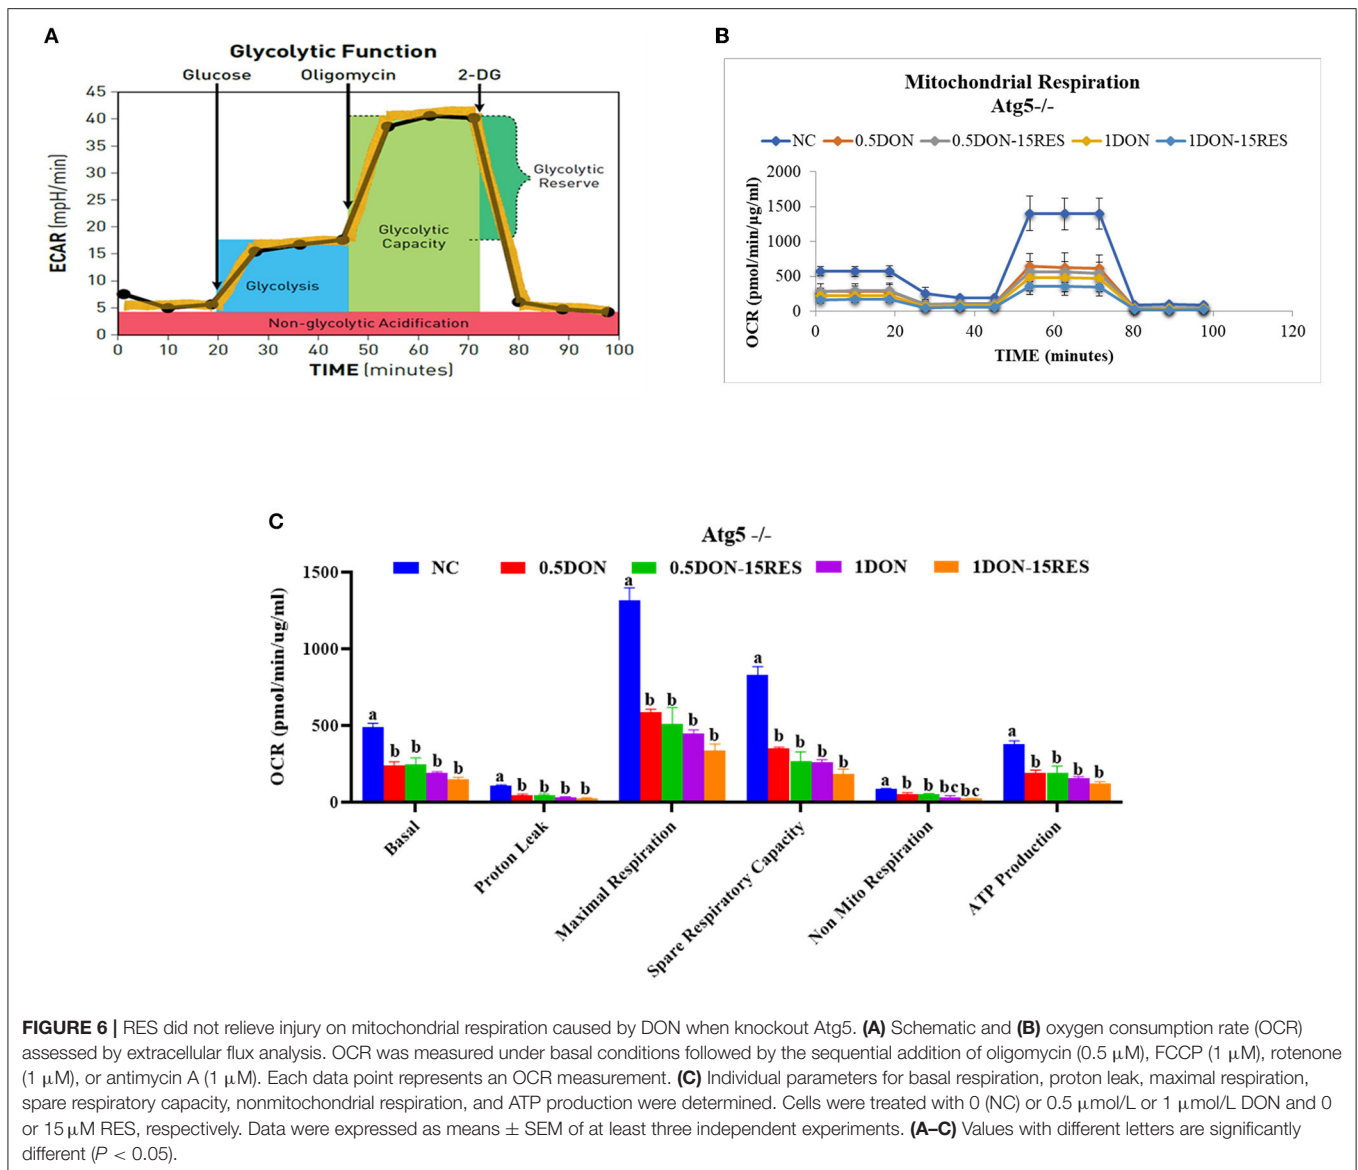 A
Glycolytic Function
Glucose
Oligomycin
2-DG
45
40
35
30
25
20
15
10
5
0
ECAR (mpH/min)
Glycolysis
Glycolytic
Capacity
Glycolytic
Reserve
Non-glycolytic Acidification
0 10 20 30 40 50 60 70 80 90 100
TIME (minutes)
B
Mitochondrial Respiration
Atg5-/-
NC 0.5DON 0.5DON-15RES 1DON 1DON-15RES
2000
1500
1000
500
0
OCR (pmol/min/µg/ml)
0 20 40 60 80 100 120
TIME (minutes)
C
Atg5 -/-
NC 0.5DON 0.5DON-15RES 1DON 1DON-15RES
1500
1000
500
0
OCR (pmol/min/ug/ml)
a b b b b
a b b b b
a b b b b
a b b b b
a b b bc bc
a b b b b
Basal
Proton Leak
Maximal Respiration
Spare Respiratory Capacity
Non Mito Respiration
ATP Production
FIGURE 6 | RES did not relieve injury on mitochondrial respiration caused by DON when knockout Atg5. (A) Schematic and (B) oxygen consumption rate (OCR)
assessed by extracellular flux analysis. OCR was measured under basal conditions followed by the sequential addition of oligomycin (0.5 µM), FCCP (1 µM), rotenone
(1 µM), or antimycin A (1 µM). Each data point represents an OCR measurement. (C) Individual parameters for basal respiration, proton leak, maximal respiration,
spare respiratory capacity, nonmitochondrial respiration, and ATP production were determined. Cells were treated with 0 (NC) or 0.5 µmol/L or 1 µmol/L DON and 0
or 15 µM RES, respectively. Data were expressed as means ± SEM of at least three independent experiments. (A–C) Values with different letters are significantly
different (P < 0.05).